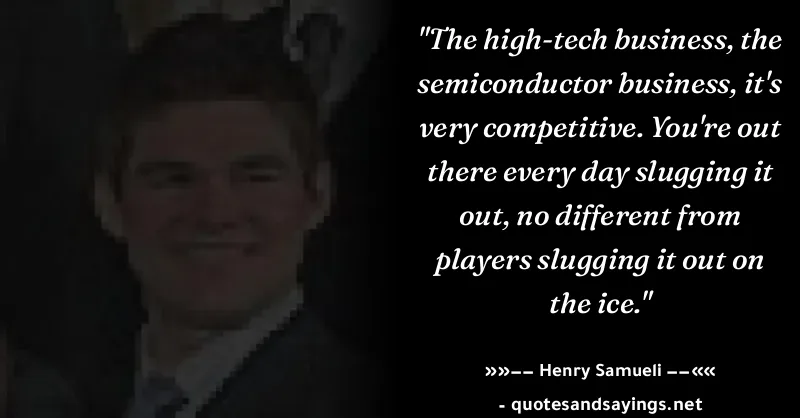 "The high-tech business, the
semiconductor business, it's
very competitive. You're out
there every day slugging it
out, no different from
players slugging it out on
the ice."
»»−− Henry Samueli −−««
- quotesandsayings.net